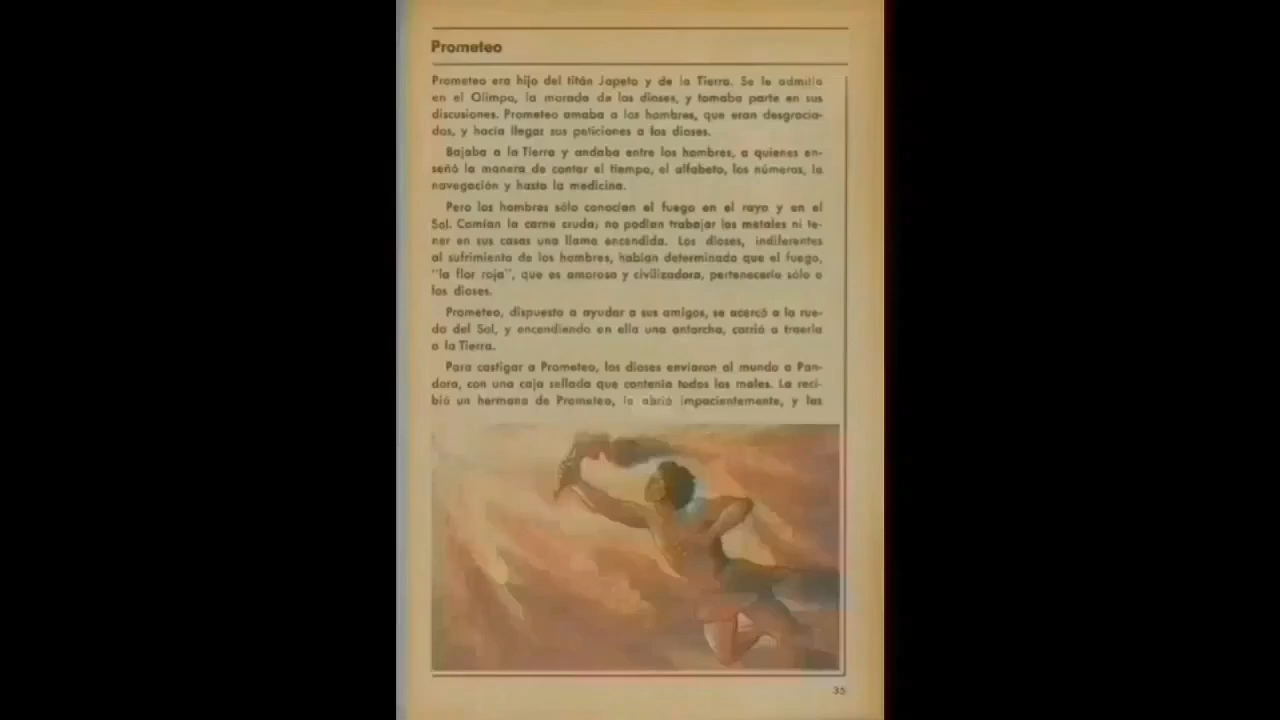 Prometeo
Prometeo era hijo del titán Japeto y de la Tierra. Se le admitía
en el Olimpo, la morada de los dioses, y tomaba parte en sus
discusiones. Prometeo amaba a los hombres, que eran desgracia-
dos, y hacía llegar sus peticiones a los dioses.
Bajaba a la Tierra y andaba entre los hombres, a quienes en-
señó la manera de contar el tiempo, el alfabeto, los números, la
navegación y hasta la medicina.
Pero los hombres sólo conocían el fuego en el rayo y en el
Sol. Comían la carne cruda; no podían trabajar los metales ni te-
ner en sus casas una llama encendida. Los dioses, indiferentes
al sufrimiento de los hombres, habían determinado que el fuego,
"la flor roja", que es amorosa y civilizadora, pertenecería sólo a
los dioses.
Prometeo, dispuesto a ayudar a sus amigos, se acercó a la rue-
da del Sol, y encendiendo en ella una antorcha, corrió a traerla
a la Tierra.
Para castigar a Prometeo, los dioses enviaron al mundo a Pan-
dora, con una caja sellada que contenía todos los males. La reci-
bió un hermano de Prometeo, la abrió impacientemente, y los
35